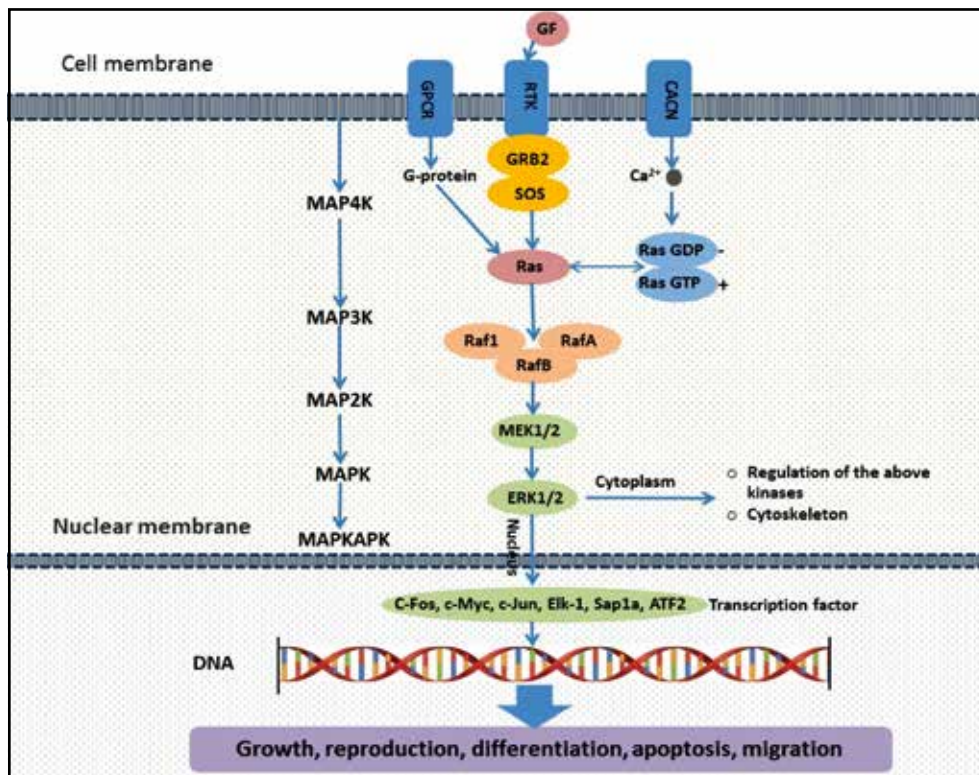 GF
Cell membrane
GPCR
RTK
CACN
GRB2
G-protein
SOS
Ca²⁺
MAP4K
Ras GDP -
Ras
Ras GTP +
MAP3K
Raf1
RafA
RafB
MAP2K
MEK1/2
MAPK
Cytoplasm
Regulation of the above
kinases
ERK1/2
Cytoskeleton
Nuclear membrane
MAPKAPK
Nucleus
C-Fos, c-Myc, c-Jun, Elk-1, Sap1a, ATF2
Transcription factor
DNA
Growth, reproduction, differentiation, apoptosis, migration